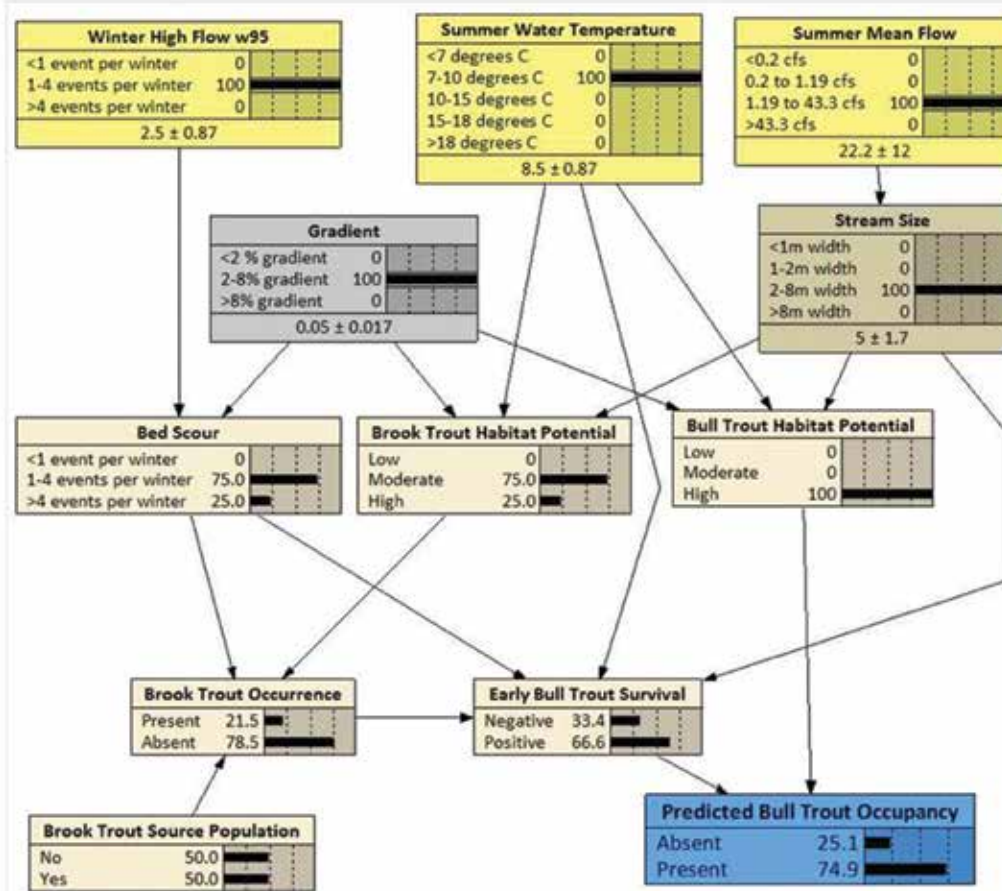 Winter High Flow w95
<1 event per winter 0
1-4 events per winter 100
>4 events per winter 0
2.5 ± 0.87
Summer Water Temperature
<7 degrees C 0
7-10 degrees C 100
10-15 degrees C 0
15-18 degrees C 0
>18 degrees C 0
8.5 ± 0.87
Summer Mean Flow
<0.2 cfs 0
0.2 to 1.19 cfs 0
1.19 to 43.3 cfs 100
>43.3 cfs 0
22.2 ± 12
Gradient
<2 % gradient 0
2-8% gradient 100
>8% gradient 0
0.05 ± 0.017
Stream Size
<1m width 0
1-2m width 0
2-8m width 100
>8m width 0
5 ± 1.7
Bed Scour
<1 event per winter 0
1-4 events per winter 75.0
>4 events per winter 25.0
Brook Trout Habitat Potential
Low 0
Moderate 75.0
High 25.0
Bull Trout Habitat Potential
Low 0
Moderate 0
High 100
Brook Trout Occurrence
Present 21.5
Absent 78.5
Early Bull Trout Survival
Negative 33.4
Positive 66.6
Brook Trout Source Population
No 50.0
Yes 50.0
Predicted Bull Trout Occupancy
Absent 25.1
Present 74.9